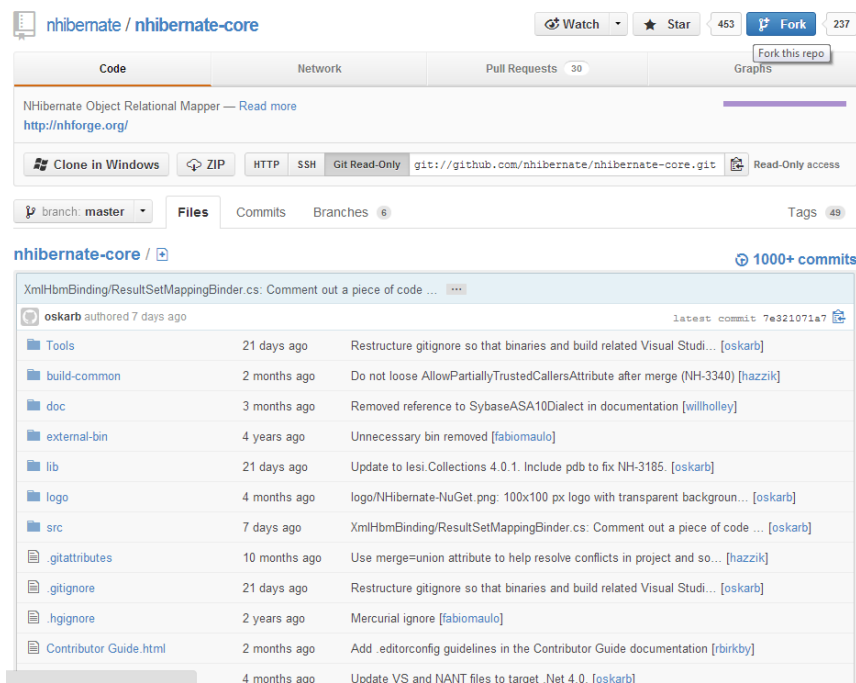 nhibernate / nhibernate-core
Watch Star 453 Fork 237
Fork this repo
Code Network Pull Requests 30 Graphs
NHibernate Object Relational Mapper — Read more
http://nhforge.org/
Clone in Windows ZIP HTTP SSH Git Read-Only git://github.com/nhibernate/nhibernate-core.git Read-Only access
branch: master Files Commits Branches 6 Tags 49
nhibernate-core / 1000+ commits
XmlHbmBinding/ResultSetMappingBinder.cs: Comment out a piece of code ... ...
oskarb authored 7 days ago latest commit 7e321071a7
Tools 21 days ago Restructure gitignore so that binaries and build related Visual Studi... [oskarb]
build-common 2 months ago Do not loose AllowPartiallyTrustedCallersAttribute after merge (NH-3340) [hazzik]
doc 3 months ago Removed reference to SybaseASA10Dialect in documentation [willholley]
external-bin 4 years ago Unnecessary bin removed [fabiomaulo]
lib 21 days ago Update to Iesi.Collections 4.0.1. Include pdb to fix NH-3185. [oskarb]
logo 4 months ago logo/NHibernate-NuGet.png: 100x100 px logo with transparent backgroun... [oskarb]
src 7 days ago XmlHbmBinding/ResultSetMappingBinder.cs: Comment out a piece of code ... [oskarb]
.gitattributes 10 months ago Use merge=union attribute to help resolve conflicts in project and so... [hazzik]
.gitignore 21 days ago Restructure gitignore so that binaries and build related Visual Studi... [oskarb]
.hgignore 2 years ago Mercurial ignore [fabiomaulo]
Contributor Guide.html 2 months ago Add .editorconfig guidelines in the Contributor Guide documentation [rbirkby]
4 months ago Update VS and NANT files to target .Net 4.0. [oskarb]